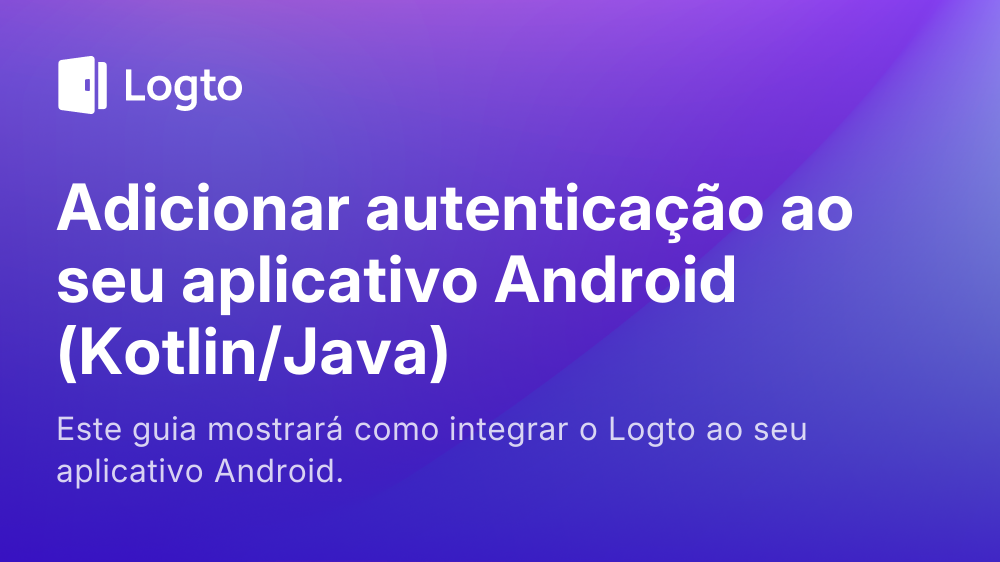 Logto
Adicionar autenticação ao
seu aplicativo Android
(Kotlin/Java)
Este guia mostrará como integrar o Logto ao seu
aplicativo Android.